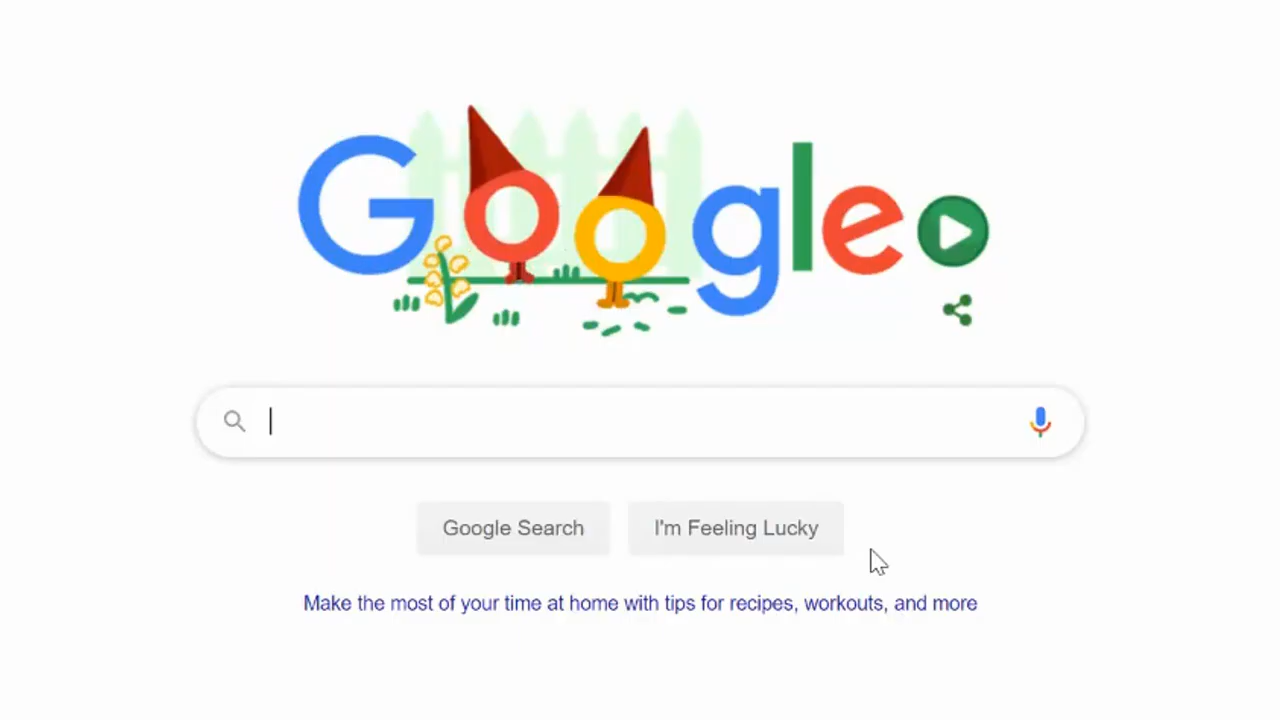 Google
Google Search
I'm Feeling Lucky
Make the most of your time at home with tips for recipes, workouts, and more